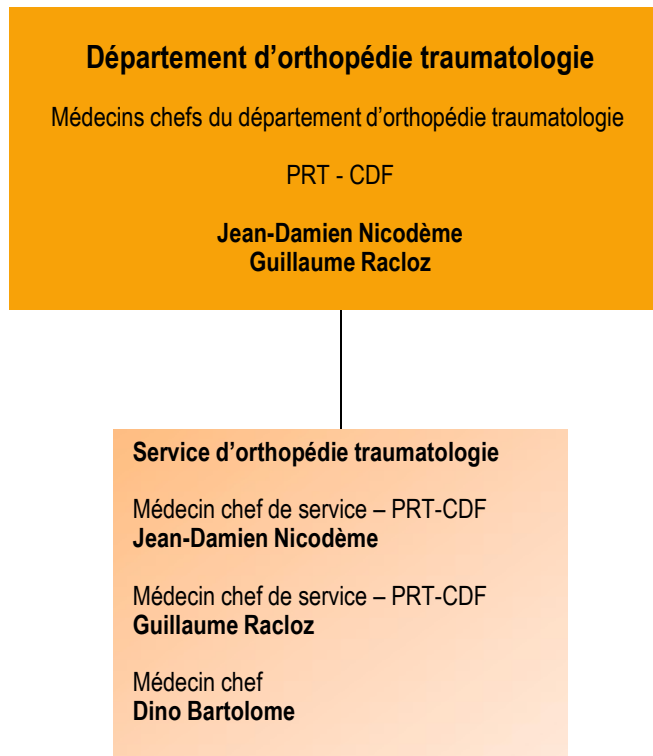 Département d’orthopédie traumatologie
Médecins chefs du département d’orthopédie traumatologie
PRT - CDF
Jean-Damien Nicodème
Guillaume Racloz
Service d’orthopédie traumatologie
Médecin chef de service – PRT-CDF
Jean-Damien Nicodème
Médecin chef de service – PRT-CDF
Guillaume Racloz
Médecin chef
Dino Bartolome